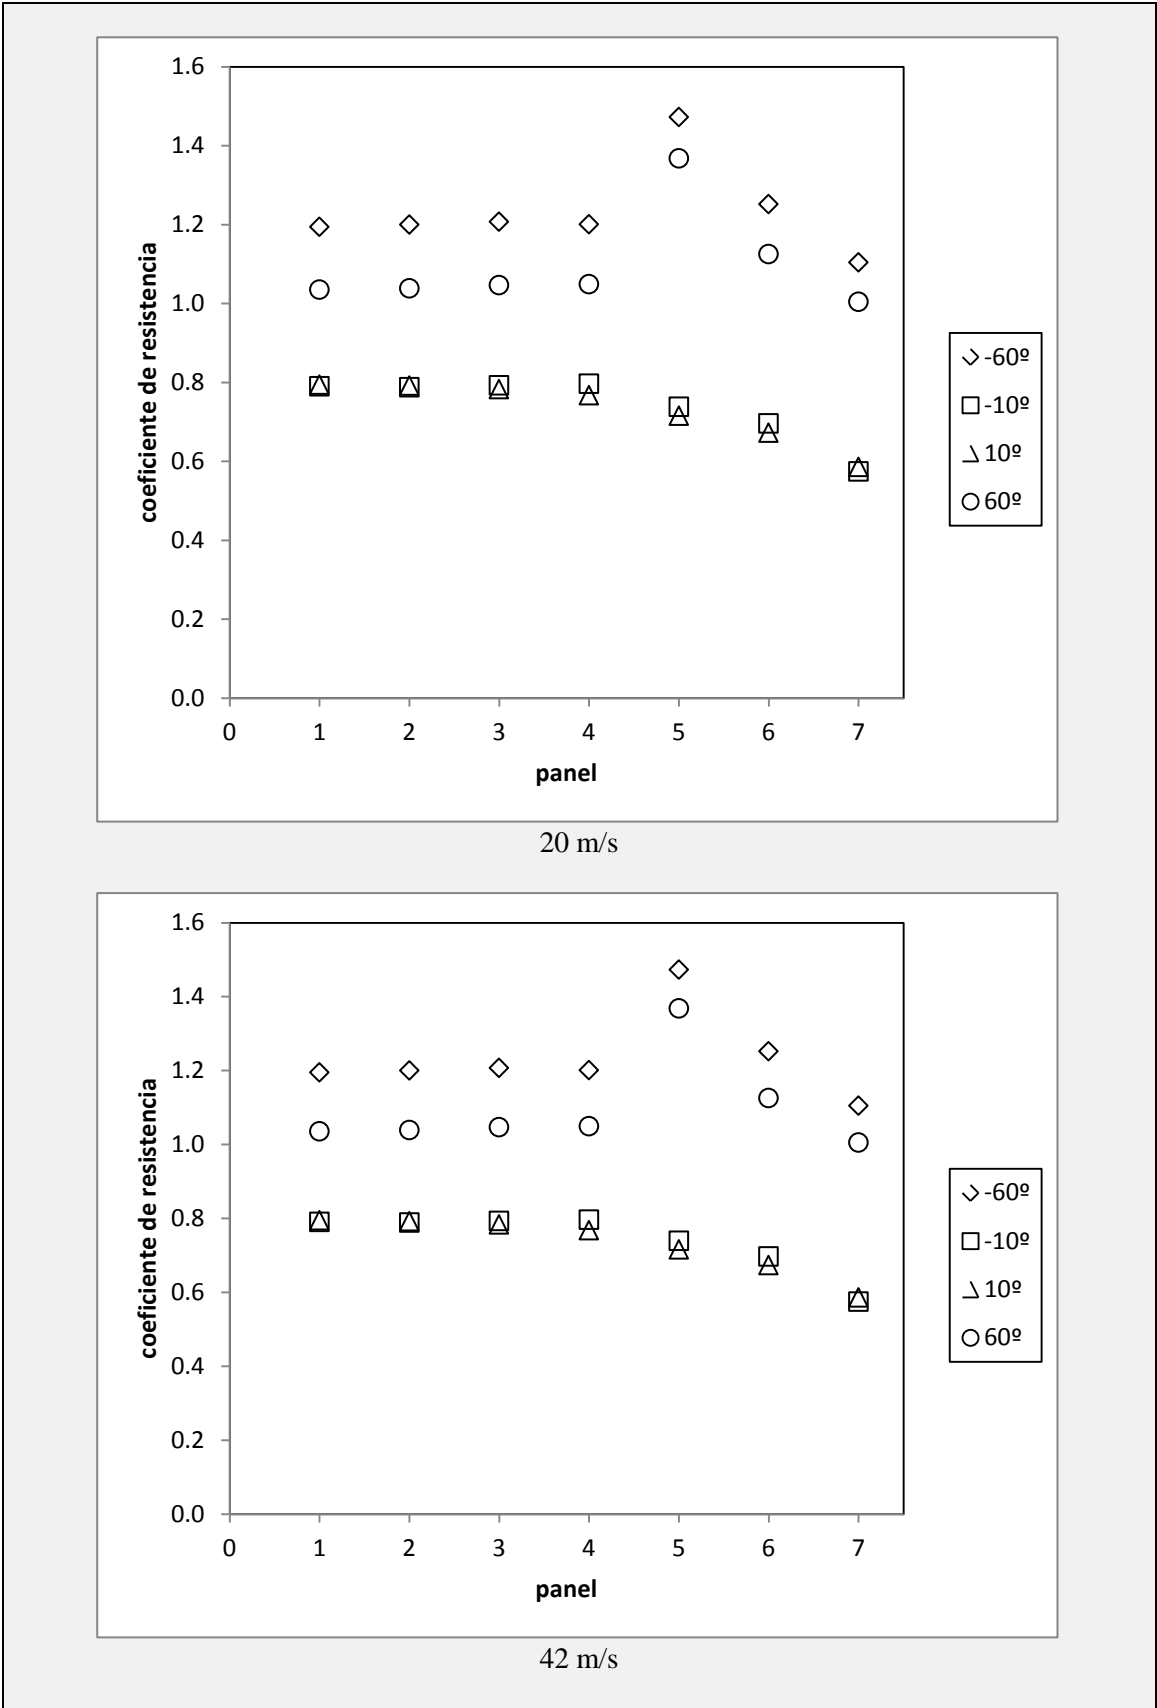 1.6
1.4
1.2
1.0
0.8
0.6
0.4
0.2
0.0
0 1 2 3 4 5 6 7
coeficiente de resistencia
panel
-60º
-10º
10º
60º
20 m/s
1.6
1.4
1.2
1.0
0.8
0.6
0.4
0.2
0.0
0 1 2 3 4 5 6 7
coeficiente de resistencia
panel
-60º
-10º
10º
60º
42 m/s